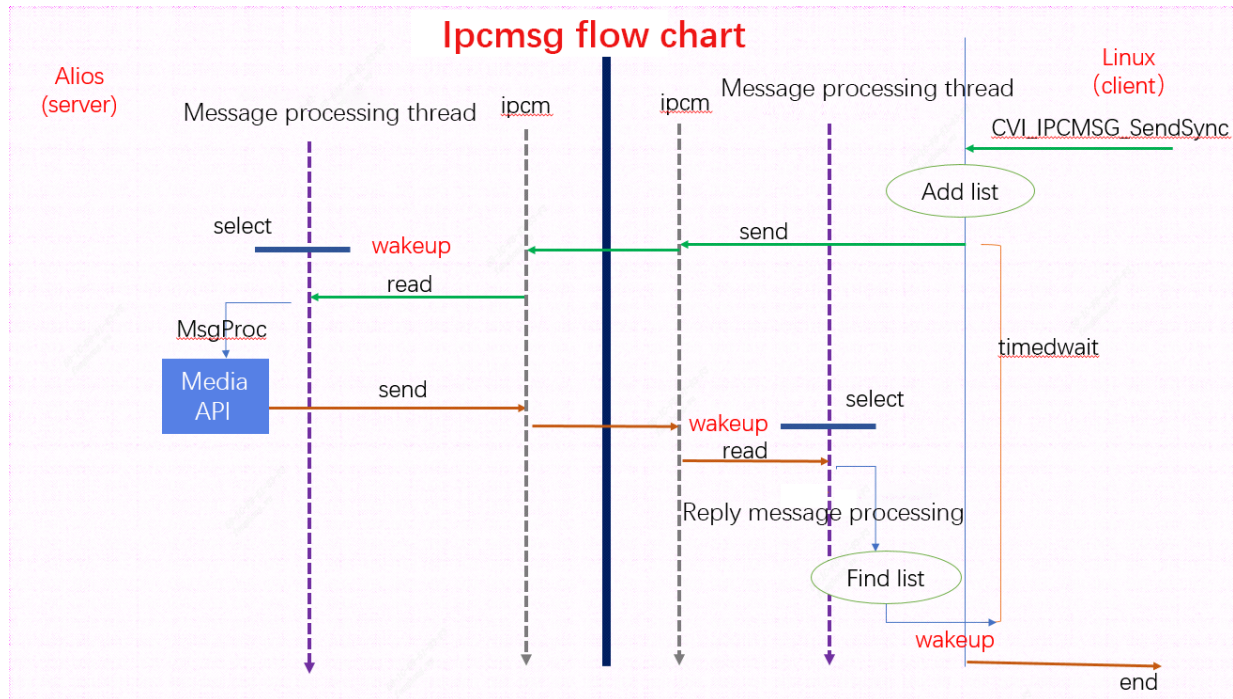 Ipcmsg flow chart
Alios
(server)
Linux
(client)
Message processing thread
ipcm
ipcm
Message processing thread
CVI_IPCMSG_SendSync
Add list
select
wakeup
send
read
MsgProc
timedwait
Media
API
send
select
wakeup
read
Reply message processing
Find list
wakeup
end